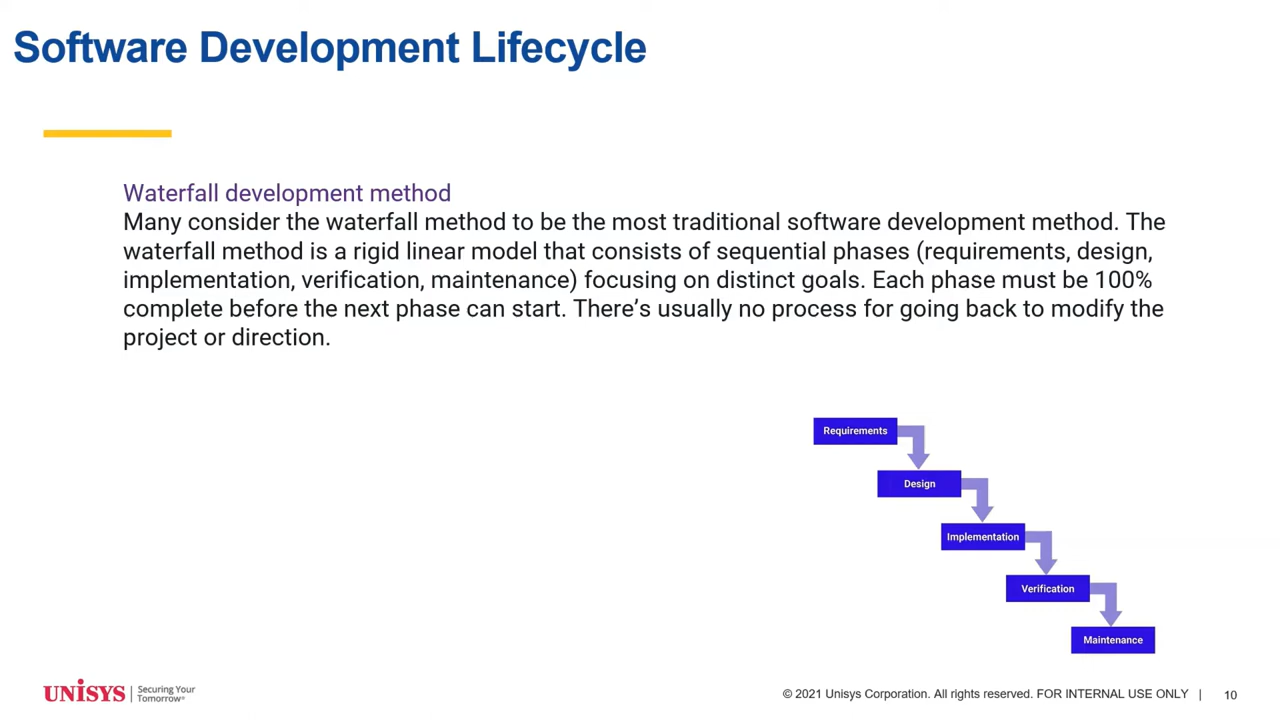 Software Development Lifecycle
Waterfall development method
Many consider the waterfall method to be the most traditional software development method. The
waterfall method is a rigid linear model that consists of sequential phases (requirements, design,
implementation, verification, maintenance) focusing on distinct goals. Each phase must be 100%
complete before the next phase can start. There’s usually no process for going back to modify the
project or direction.
Requirements
Design
Implementation
Verification
Maintenance
UNISYS | Securing Your
Tomorrow®
© 2021 Unisys Corporation. All rights reserved. FOR INTERNAL USE ONLY | 10